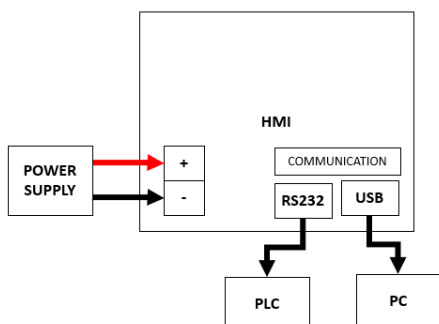 HMI
+
POWER
SUPPLY
-
COMMUNICATION
RS232
USB
PLC
PC